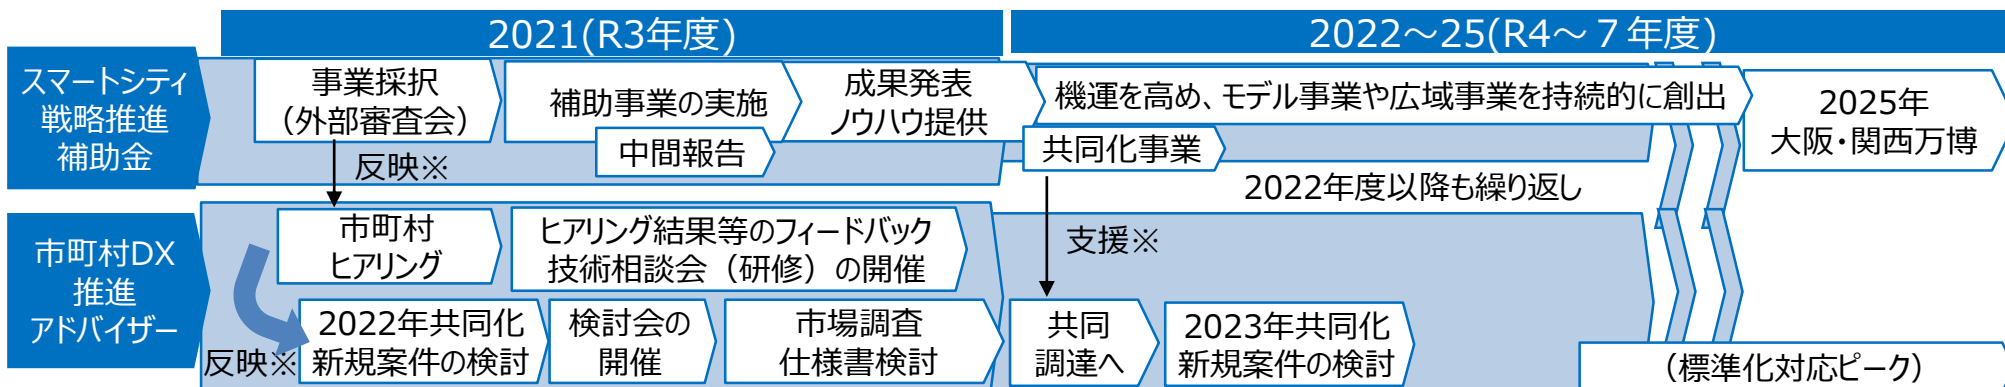 2021(R3年度)
2022～25(R4～７年度)
スマートシティ
戦略推進
補助金
事業採択
（外部審査会）
補助事業の実施
中間報告
成果発表
ノウハウ提供
機運を高め、モデル事業や広域事業を持続的に創出
共同化事業
2025年
大阪・関西万博
反映※
2022年度以降も繰り返し
市町村DX
推進
アドバイザー
市町村
ヒアリング
ヒアリング結果等のフィードバック
技術相談会（研修）の開催
支援※
反映※
2022年共同化
新規案件の検討
検討会の
開催
市場調査
仕様書検討
共同
調達へ
2023年共同化
新規案件の検討
（標準化対応ピーク）